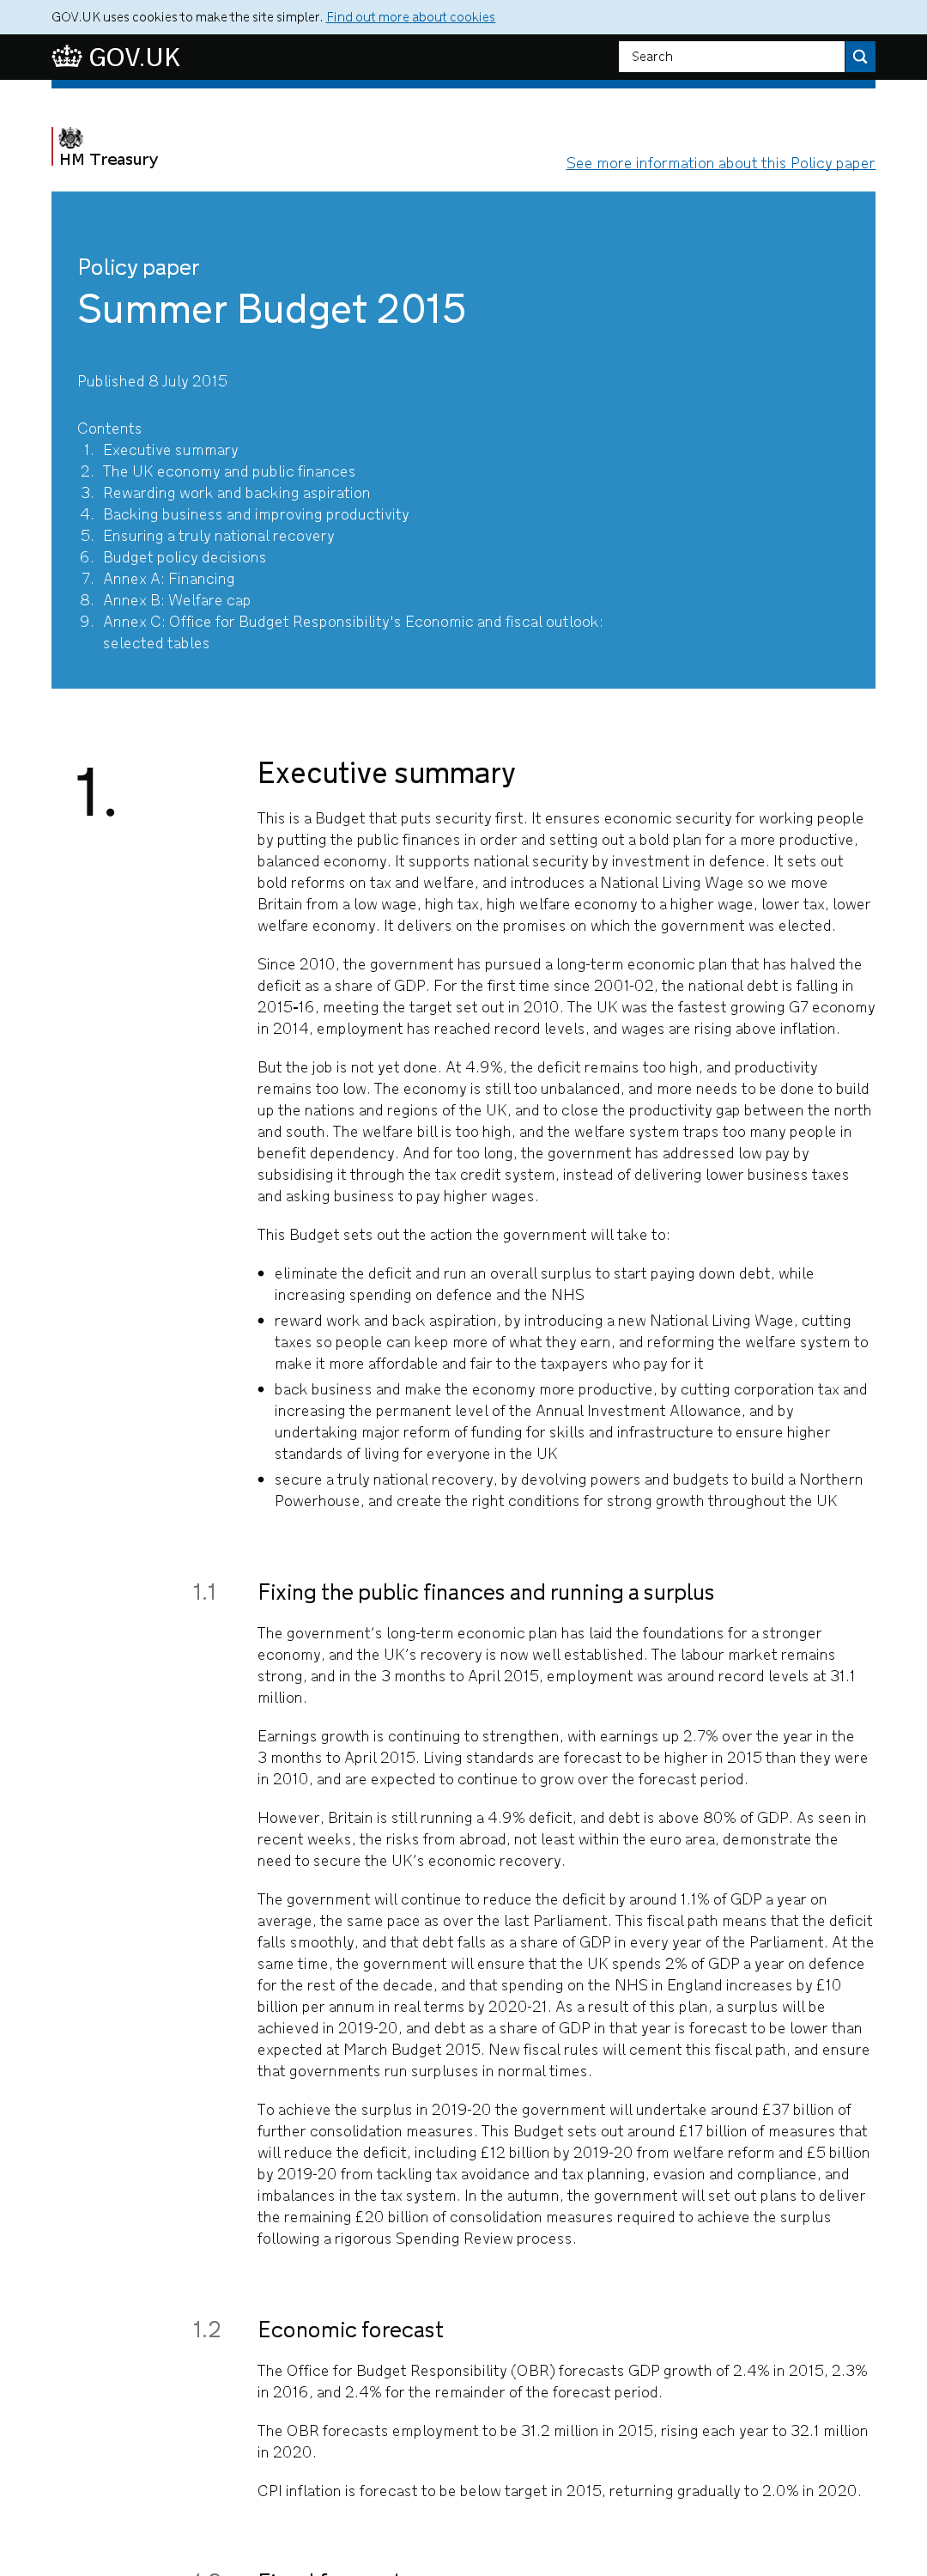 GOV.UK uses cookies to make the site simpler. Find out more about cookies
GOV.UK
Search
HM Treasury
See more information about this Policy paper
Policy paper
Summer Budget 2015
Published 8 July 2015
Contents
1. Executive summary
2. The UK economy and public finances
3. Rewarding work and backing aspiration
4. Backing business and improving productivity
5. Ensuring a truly national recovery
6. Budget policy decisions
7. Annex A: Financing
8. Annex B: Welfare cap
9. Annex C: Office for Budget Responsibility's Economic and fiscal outlook:
selected tables
1. Executive summary
This is a Budget that puts security first. It ensures economic security for working people
by putting the public finances in order and setting out a bold plan for a more productive,
balanced economy. It supports national security by investment in defence. It sets out
bold reforms on tax and welfare, and introduces a National Living Wage so we move
Britain from a low wage, high tax, high welfare economy to a higher wage, lower tax, lower
welfare economy. It delivers on the promises on which the government was elected.
Since 2010, the government has pursued a long-term economic plan that has halved the
deficit as a share of GDP. For the first time since 2001-02, the national debt is falling in
2015-16, meeting the target set out in 2010. The UK was the fastest growing G7 economy
in 2014, employment has reached record levels, and wages are rising above inflation.
But the job is not yet done. At 4.9%, the deficit remains too high, and productivity
remains too low. The economy is still too unbalanced, and more needs to be done to build
up the nations and regions of the UK, and to close the productivity gap between the north
and south. The welfare bill is too high, and the welfare system traps too many people in
benefit dependency. And for too long, the government has addressed low pay by
subsidising it through the tax credit system, instead of delivering lower business taxes
and asking business to pay higher wages.
This Budget sets out the action the government will take to:
• eliminate the deficit and run an overall surplus to start paying down debt, while
increasing spending on defence and the NHS
• reward work and back aspiration, by introducing a new National Living Wage, cutting
taxes so people can keep more of what they earn, and reforming the welfare system to
make it more affordable and fair to the taxpayers who pay for it
• back business and make the economy more productive, by cutting corporation tax and
increasing the permanent level of the Annual Investment Allowance, and by
undertaking major reform of funding for skills and infrastructure to ensure higher
standards of living for everyone in the UK
• secure a truly national recovery, by devolving powers and budgets to build a Northern
Powerhouse, and create the right conditions for strong growth throughout the UK
1.1 Fixing the public finances and running a surplus
The government's long-term economic plan has laid the foundations for a stronger
economy, and the UK's recovery is now well established. The labour market remains
strong, and in the 3 months to April 2015, employment was around record levels at 31.1
million.
Earnings growth is continuing to strengthen, with earnings up 2.7% over the year in the
3 months to April 2015. Living standards are forecast to be higher in 2015 than they were
in 2010, and are expected to continue to grow over the forecast period.
However, Britain is still running a 4.9% deficit, and debt is above 80% of GDP. As seen in
recent weeks, the risks from abroad, not least within the euro area, demonstrate the
need to secure the UK's economic recovery.
The government will continue to reduce the deficit by around 1.1% of GDP a year on
average, the same pace as over the last Parliament. This fiscal path means that the deficit
falls smoothly, and that debt falls as a share of GDP in every year of the Parliament. At the
same time, the government will ensure that the UK spends 2% of GDP a year on defence
for the rest of the decade, and that spending on the NHS in England increases by £10
billion per annum in real terms by 2020-21. As a result of this plan, a surplus will be
achieved in 2019-20, and debt as a share of GDP in that year is forecast to be lower than
expected at March Budget 2015. New fiscal rules will cement this fiscal path, and ensure
that governments run surpluses in normal times.
To achieve the surplus in 2019-20 the government will undertake around £37 billion of
further consolidation measures. This Budget sets out around £17 billion of measures that
will reduce the deficit, including £12 billion by 2019-20 from welfare reform and £5 billion
by 2019-20 from tackling tax avoidance and tax planning, evasion and compliance, and
imbalances in the tax system. In the autumn, the government will set out plans to deliver
the remaining £20 billion of consolidation measures required to achieve the surplus
following a rigorous Spending Review process.
1.2 Economic forecast
The Office for Budget Responsibility (OBR) forecasts GDP growth of 2.4% in 2015, 2.3%
in 2016, and 2.4% for the remainder of the forecast period.
The OBR forecasts employment to be 31.2 million in 2015, rising each year to 32.1 million
in 2020.
CPI inflation is forecast to be below target in 2015, returning gradually to 2.0% in 2020.